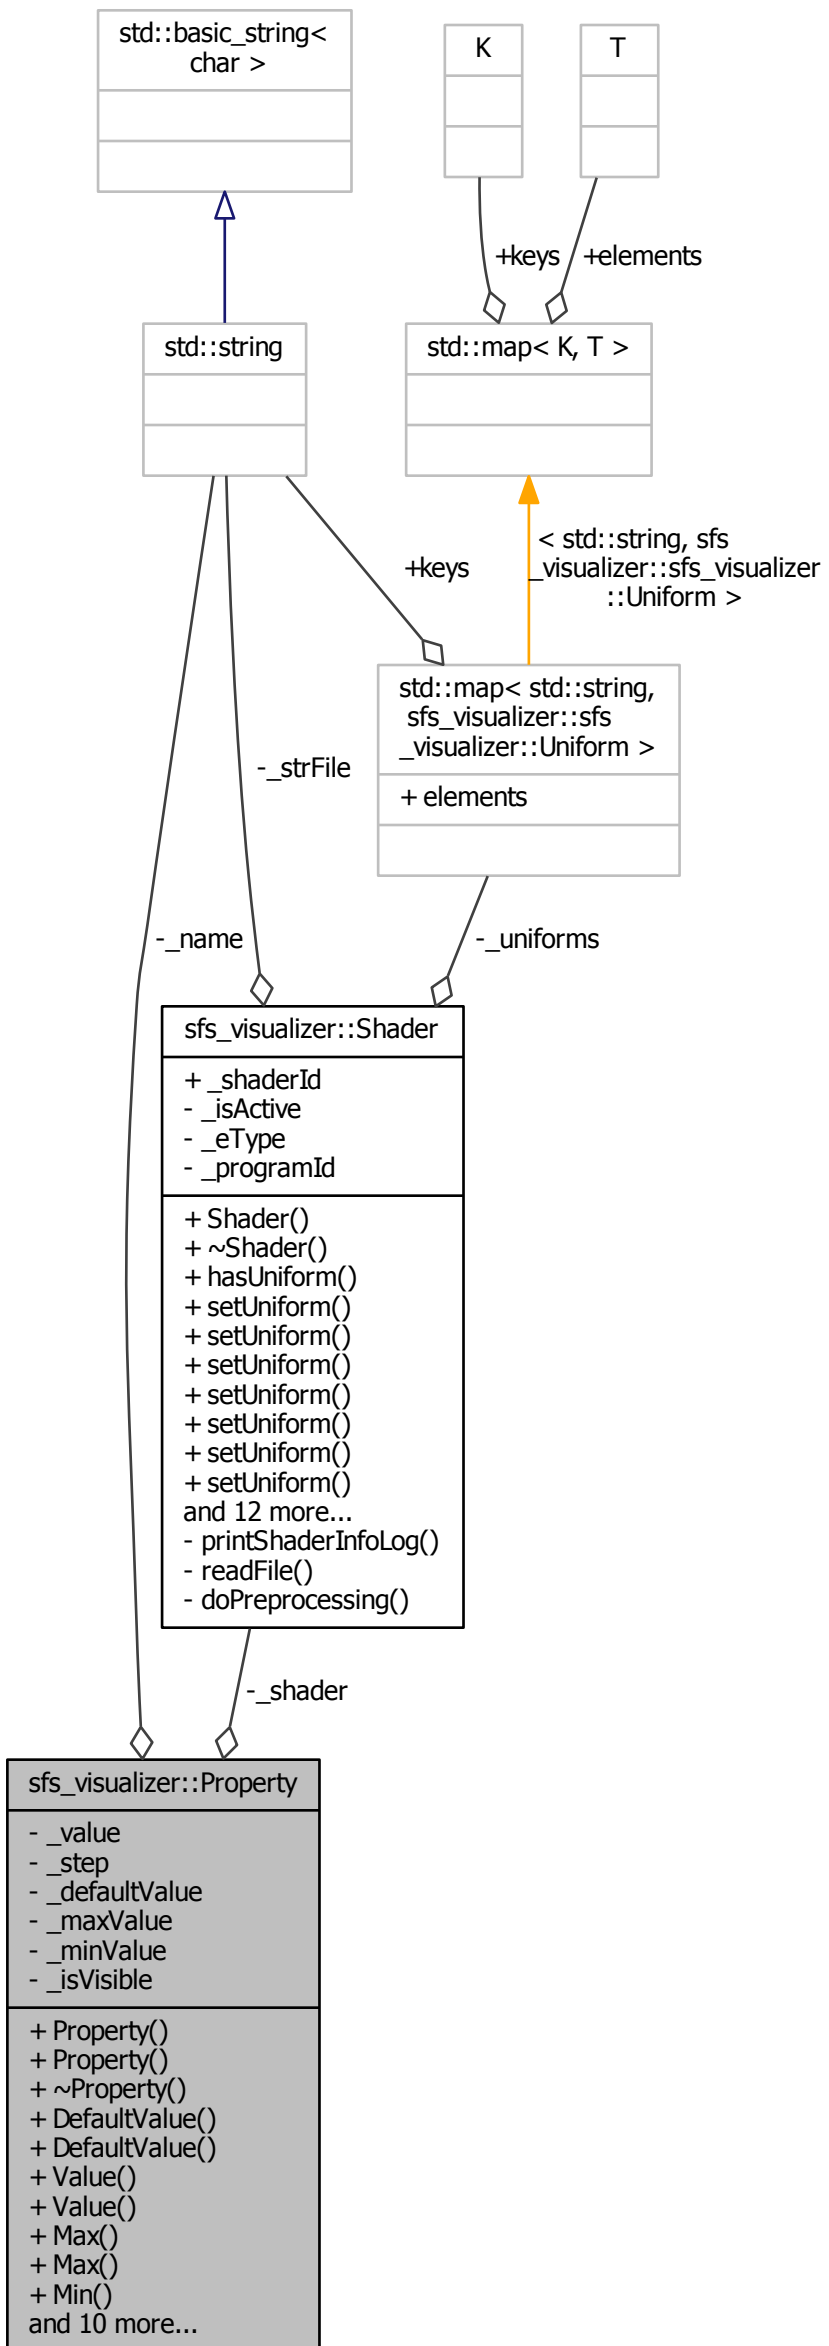 std::basic_string<
char >
K
T
+keys
+elements
std::string
std::map< K, T >
< std::string, sfs
_visualizer::sfs_visualizer
::Uniform >
+keys
std::map< std::string,
sfs_visualizer::sfs
_visualizer::Uniform >
+ elements
-_strFile
-_name
-_uniforms
sfs_visualizer::Shader
+ _shaderId
- _isActive
- _eType
- _programId
+ Shader()
+ ~Shader()
+ hasUniform()
+ setUniform()
+ setUniform()
+ setUniform()
+ setUniform()
+ setUniform()
+ setUniform()
+ setUniform()
and 12 more...
- printShaderInfoLog()
- readFile()
- doPreprocessing()
-_shader
sfs_visualizer::Property
- _value
- _step
- _defaultValue
- _maxValue
- _minValue
- _isVisible
+ Property()
+ Property()
+ ~Property()
+ DefaultValue()
+ DefaultValue()
+ Value()
+ Value()
+ Max()
+ Max()
+ Min()
and 10 more...